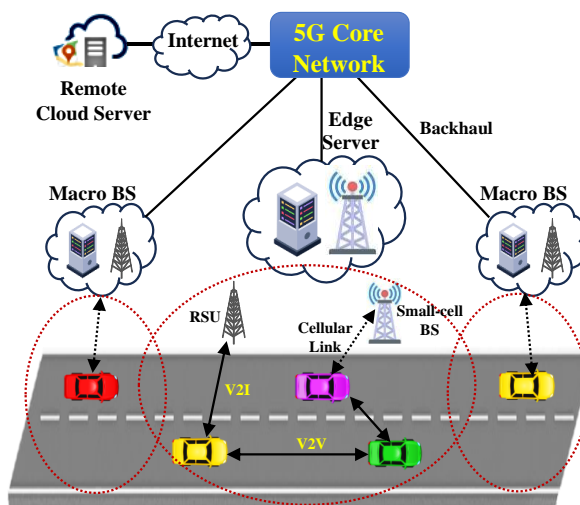 Internet
5G Core
Network
Remote
Cloud Server
Edge
Server
Backhaul
Macro BS
Macro BS
RSU
Cellular
Link
Small-cell
BS
V2I
V2V